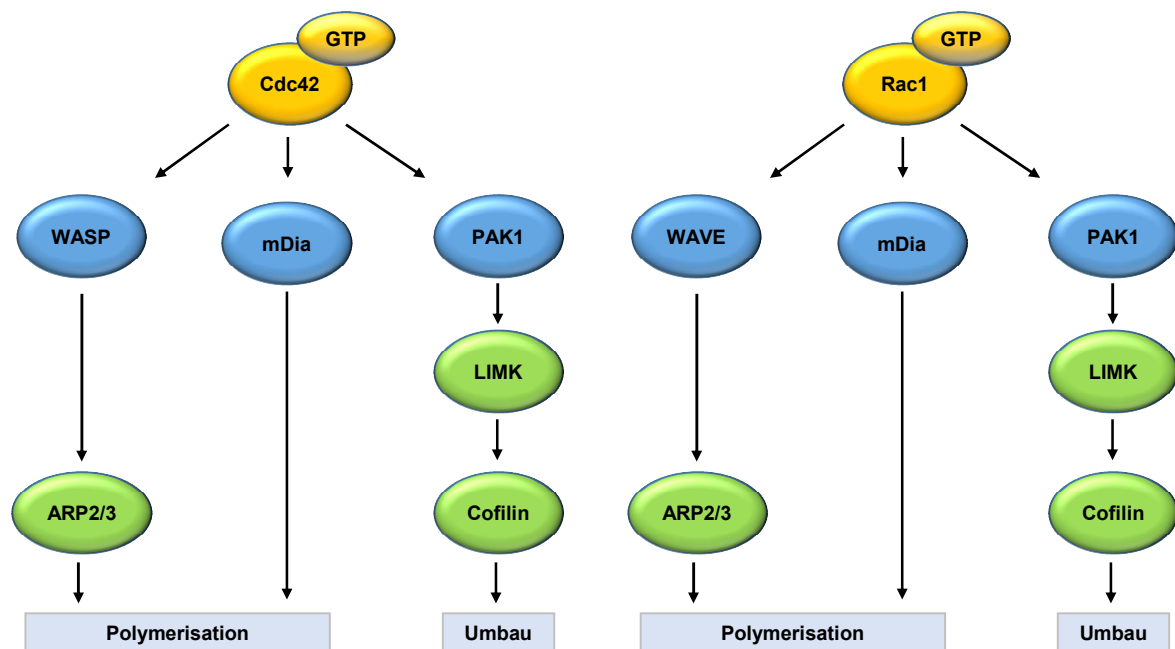 GTP
Cdc42
WASP
mDia
PAK1
LIMK
ARP2/3
Cofilin
Polymerisation
Umbau
GTP
Rac1
WAVE
mDia
PAK1
LIMK
ARP2/3
Cofilin
Polymerisation
Umbau